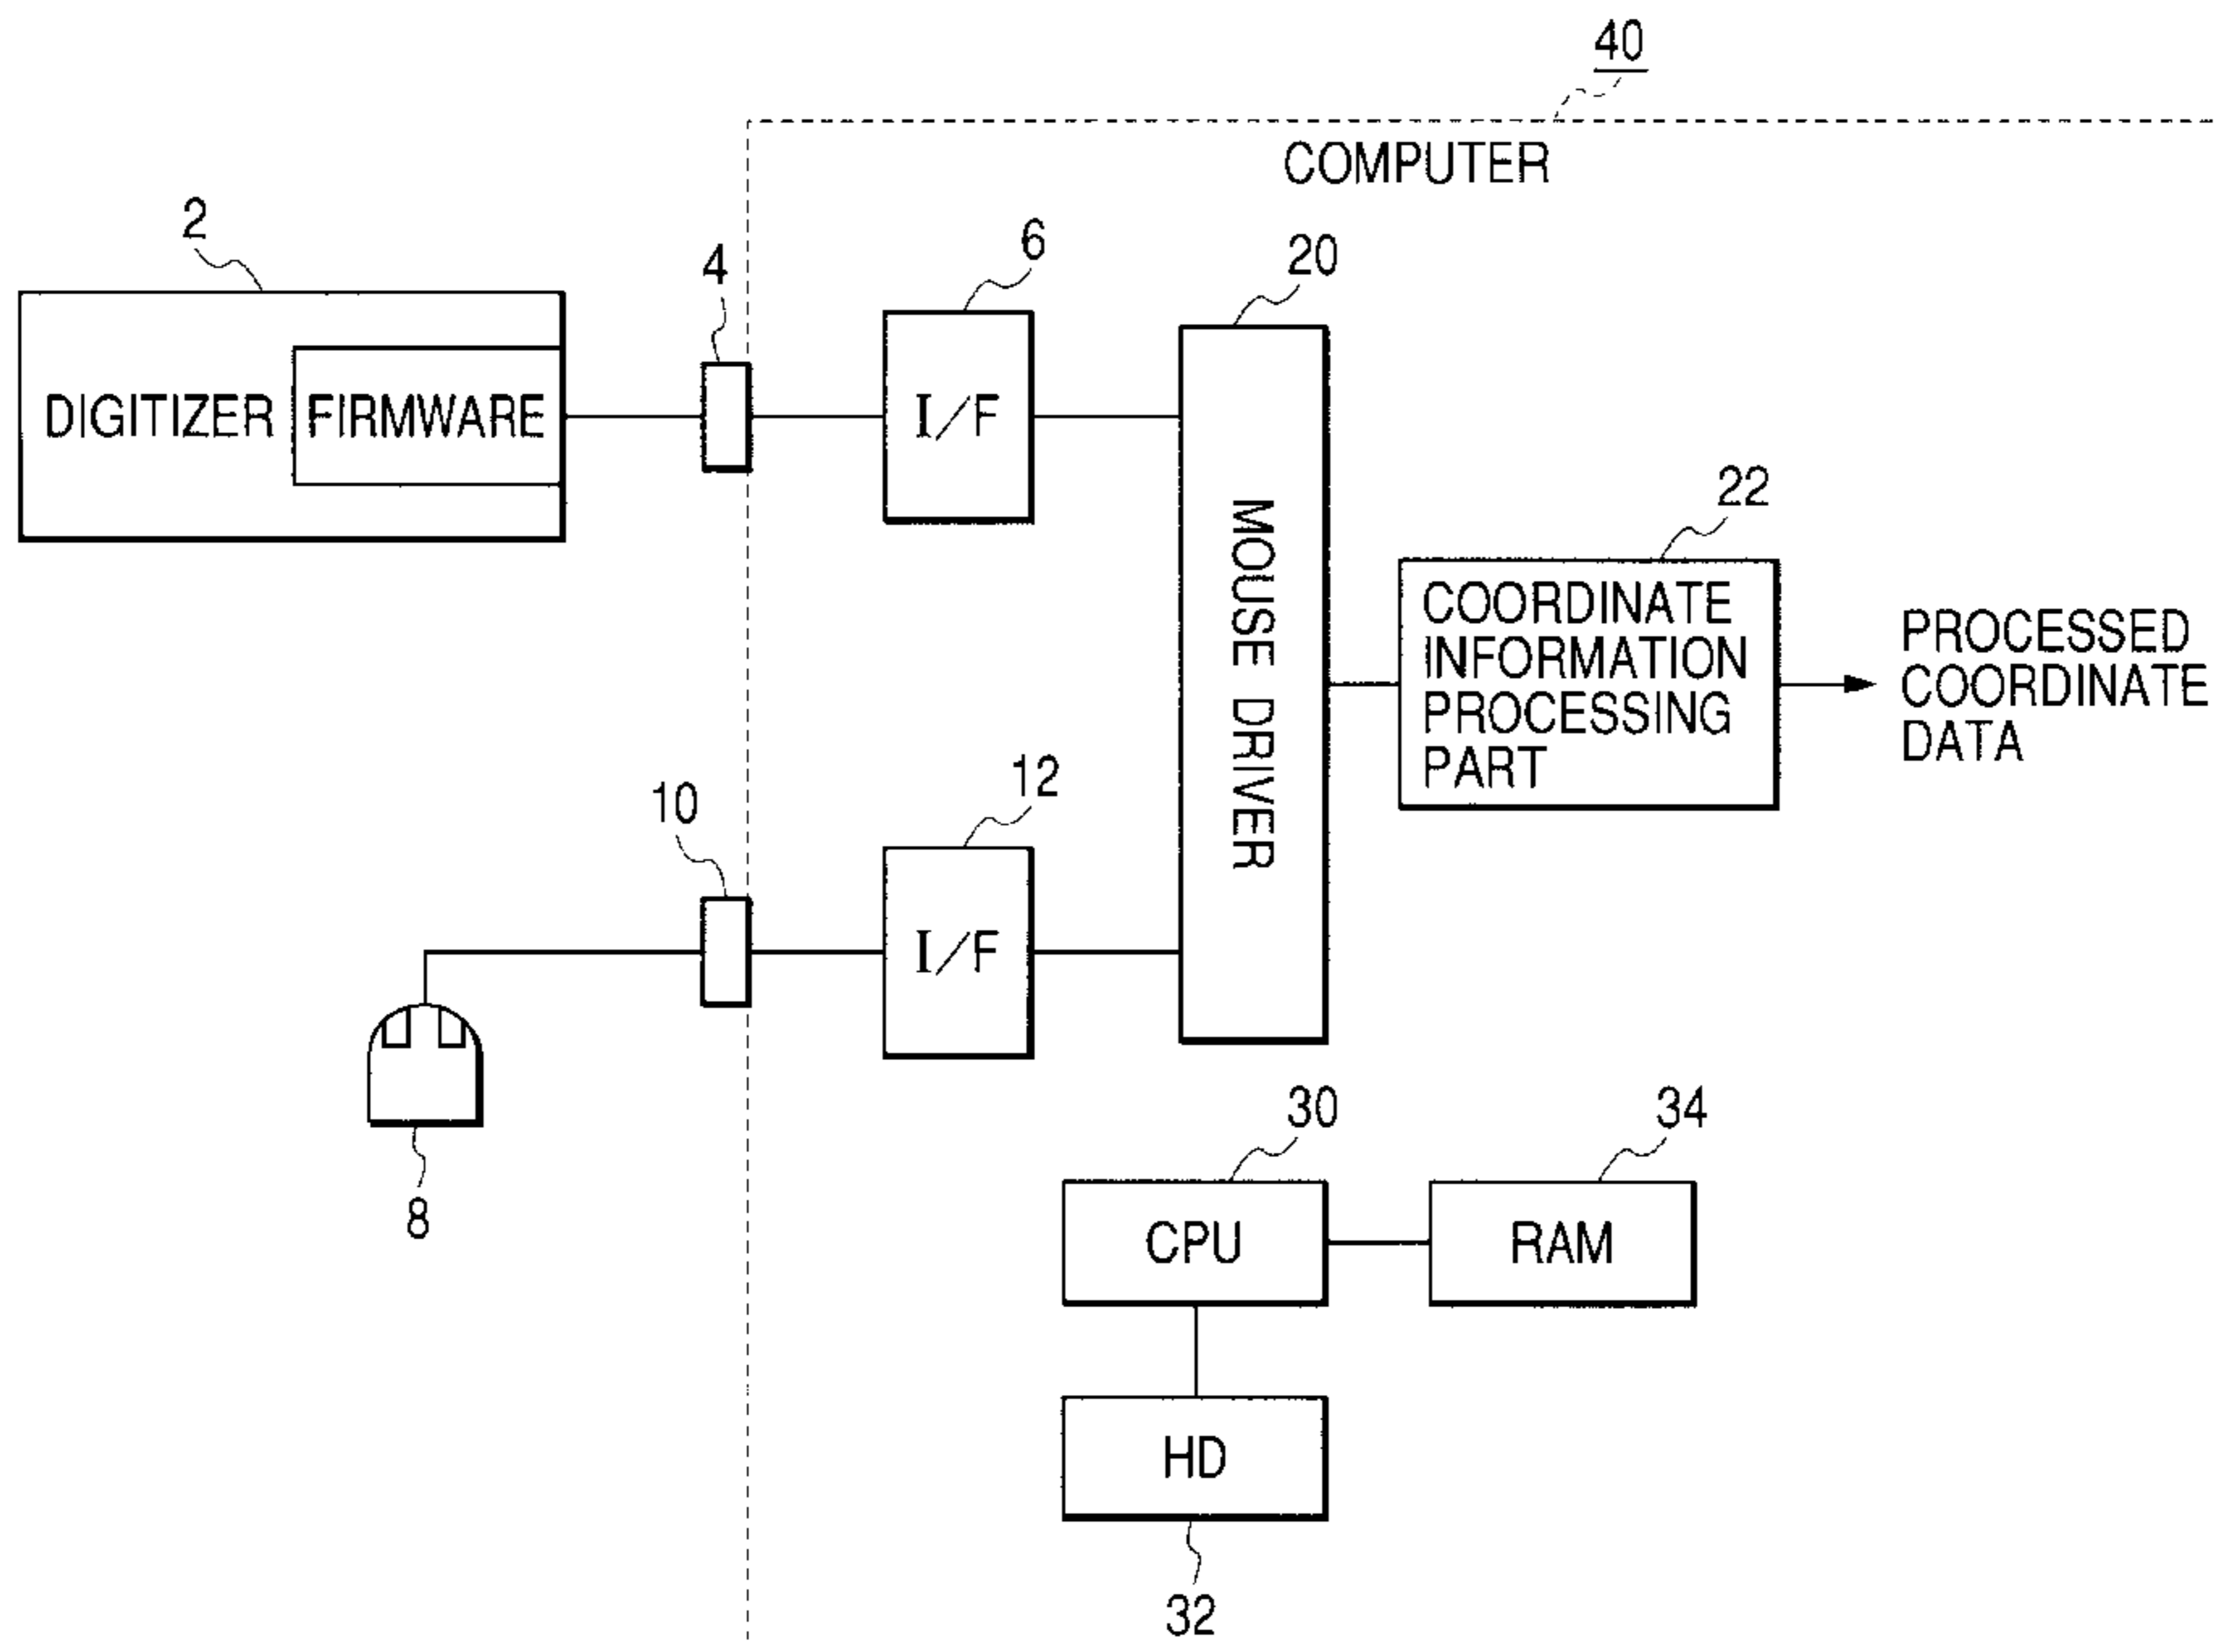 40
COMPUTER
2
4
6
20
DIGITIZER
FIRMWARE
I/F
MOUSE DRIVER
22
COORDINATE
INFORMATION
PROCESSING
PART
PROCESSED
COORDINATE
DATA
10
12
I/F
8
30
34
CPU
RAM
HD
32